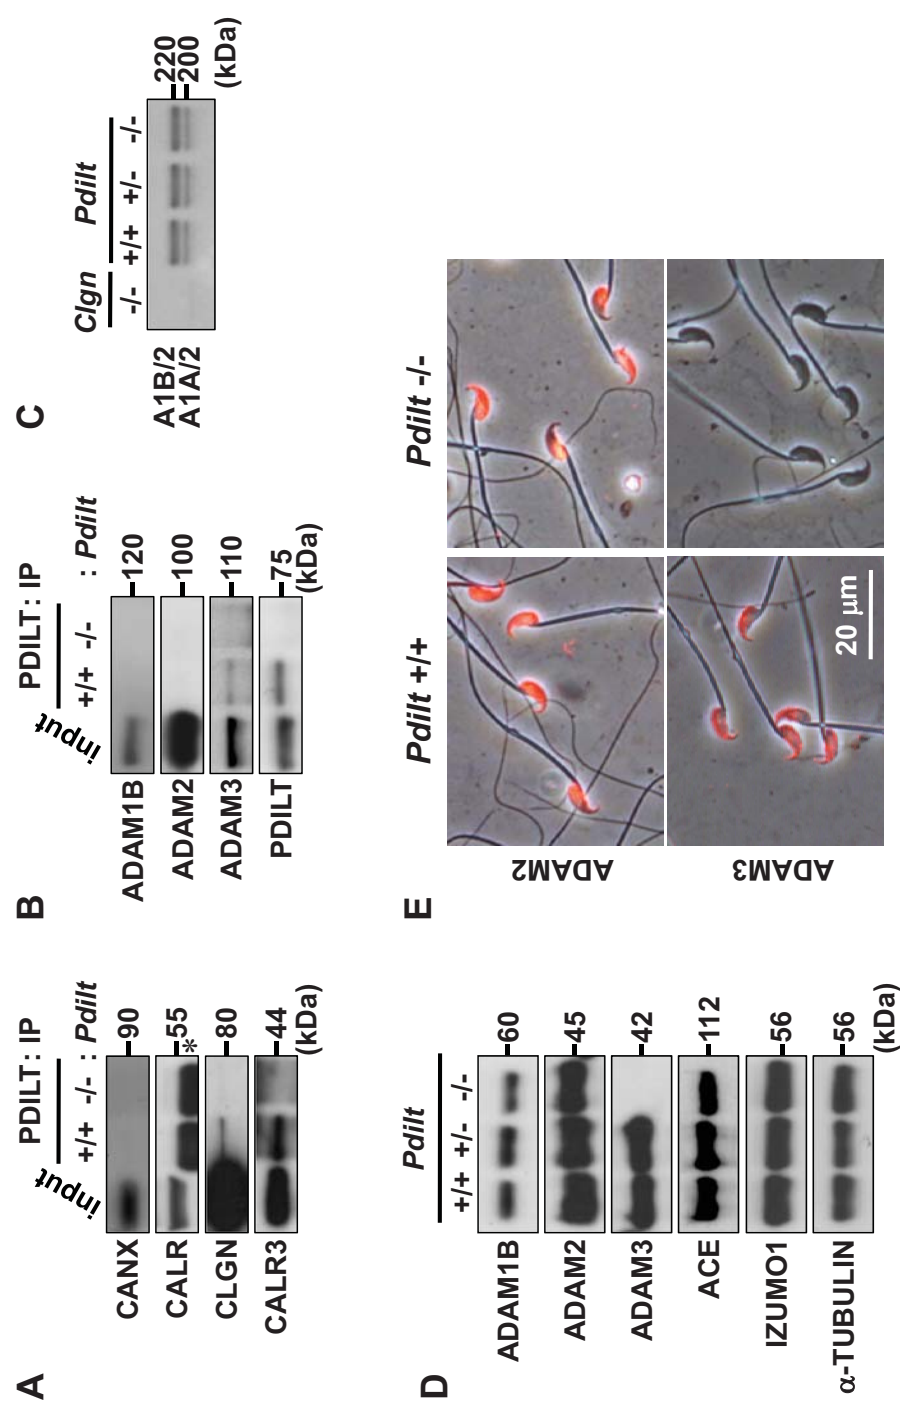 A
PDILT: IP
input +/+ -/- : Pdilt
CANX 90
CALR 55
*
CLGN 80
CALR3 44
(kDa)
B
PDILT: IP
input +/+ -/- : Pdilt
ADAM1B 120
ADAM2 100
ADAM3 110
PDILT 75
(kDa)
C
Clgn Pdilt
-/- +/+ +/- -/-
A1B/2 220
A1A/2 200
(kDa)
D
Pdilt
+/+ +/- -/-
ADAM1B 60
ADAM2 45
ADAM3 42
ACE 112
IZUMO1 56
α-TUBULIN 56
(kDa)
E
Pdilt +/+ Pdilt -/-
ADAM2
ADAM3
20 μm